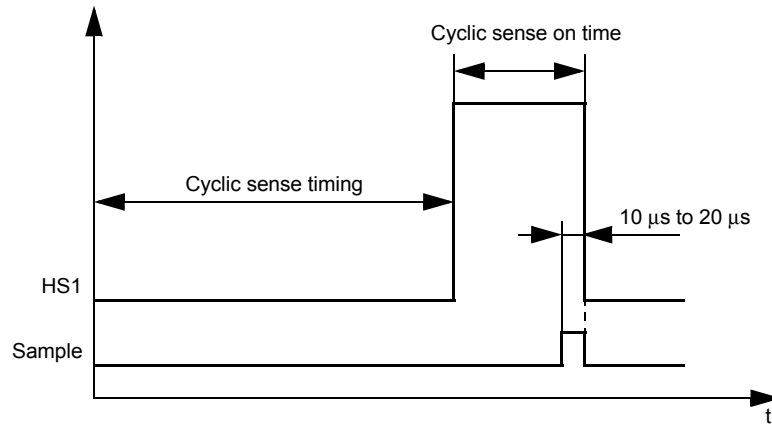 Cyclic sense on time
Cyclic sense timing
10 μs to 20 μs
HS1
Sample
t